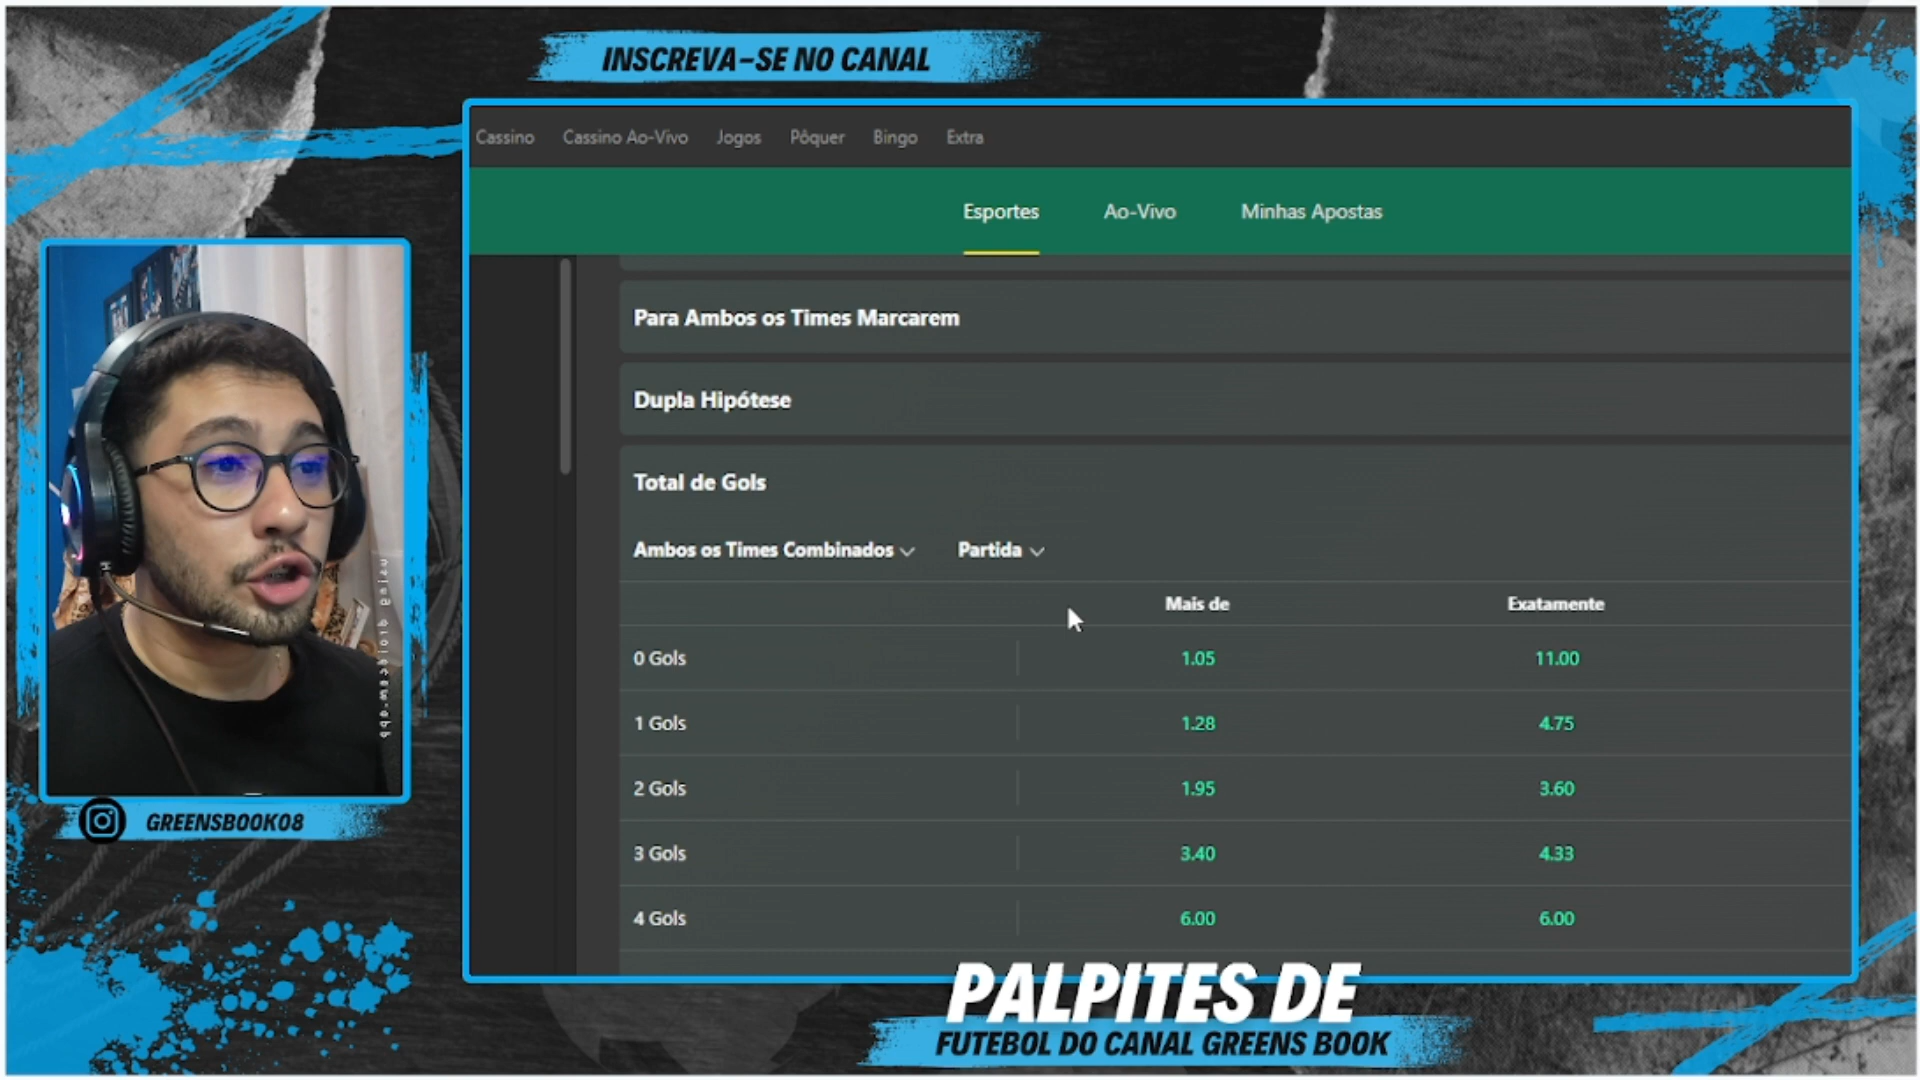 INSCREVA-SE NO CANAL
Cassino Cassino Ao-Vivo Jogos Pôquer Bingo Extra
Esportes Ao-Vivo Minhas Apostas
Para Ambos os Times Marcarem
Dupla Hipótese
Total de Gols
Ambos os Times Combinados Partida
Mais de Exatamente
0 Gols 1.05 11.00
1 Gols 1.28 4.75
2 Gols 1.95 3.60
3 Gols 3.40 4.33
4 Gols 6.00 6.00
GREENSBOOK08
PALPITES DE
FUTEBOL DO CANAL GREENS BOOK